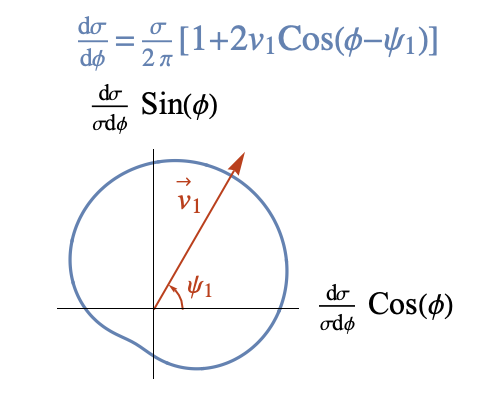 dσ/dϕ = σ/2π [1+2v₁Cos(ϕ−ψ₁)]
dσ/σdϕ Sin(ϕ)
v⃗₁
ψ₁
dσ/σdϕ Cos(ϕ)